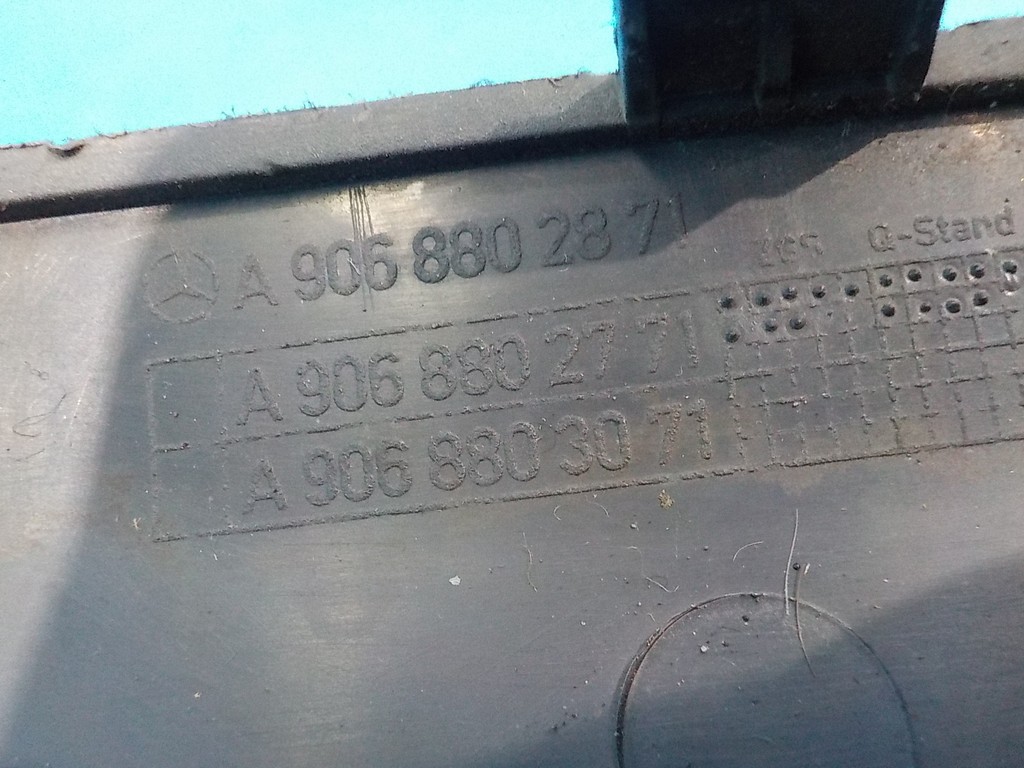 A 906 880 28 71
ZGS Q-Stand
A 906 880 27 71
A 906 880 30 71